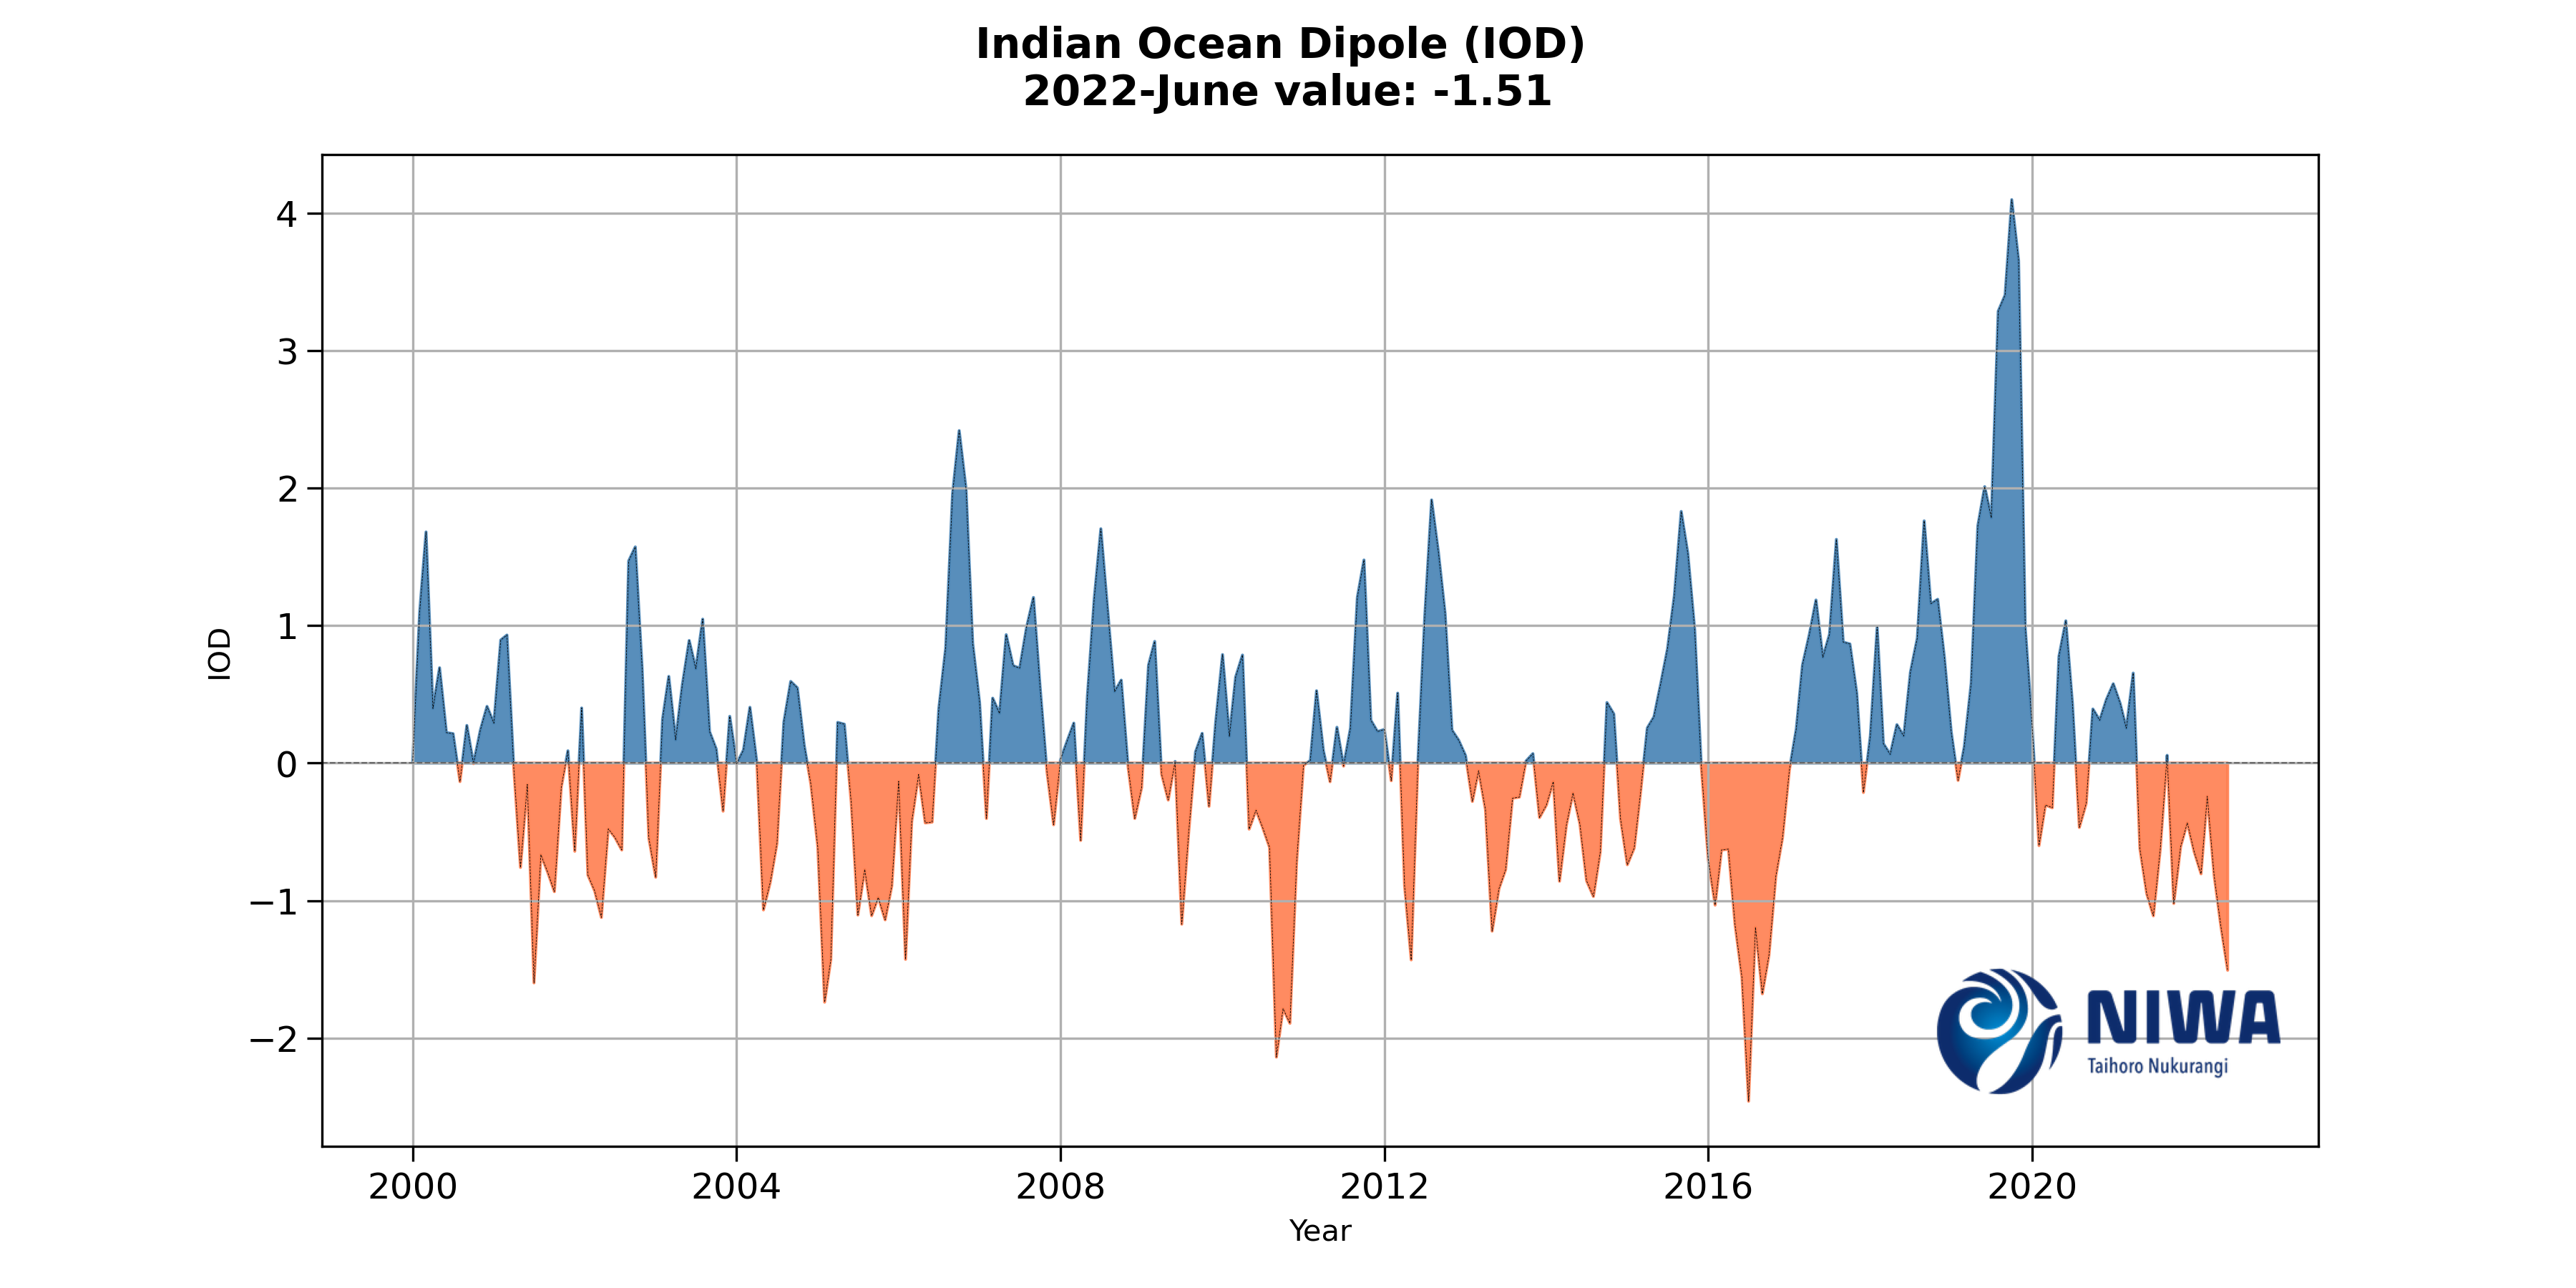 Indian Ocean Dipole (IOD)
2022-June value: -1.51
4
3
2
1
0
−1
−2
IOD
2000 2004 2008 2012 2016 2020
Year
NIWA
Taihoro Nukurangi